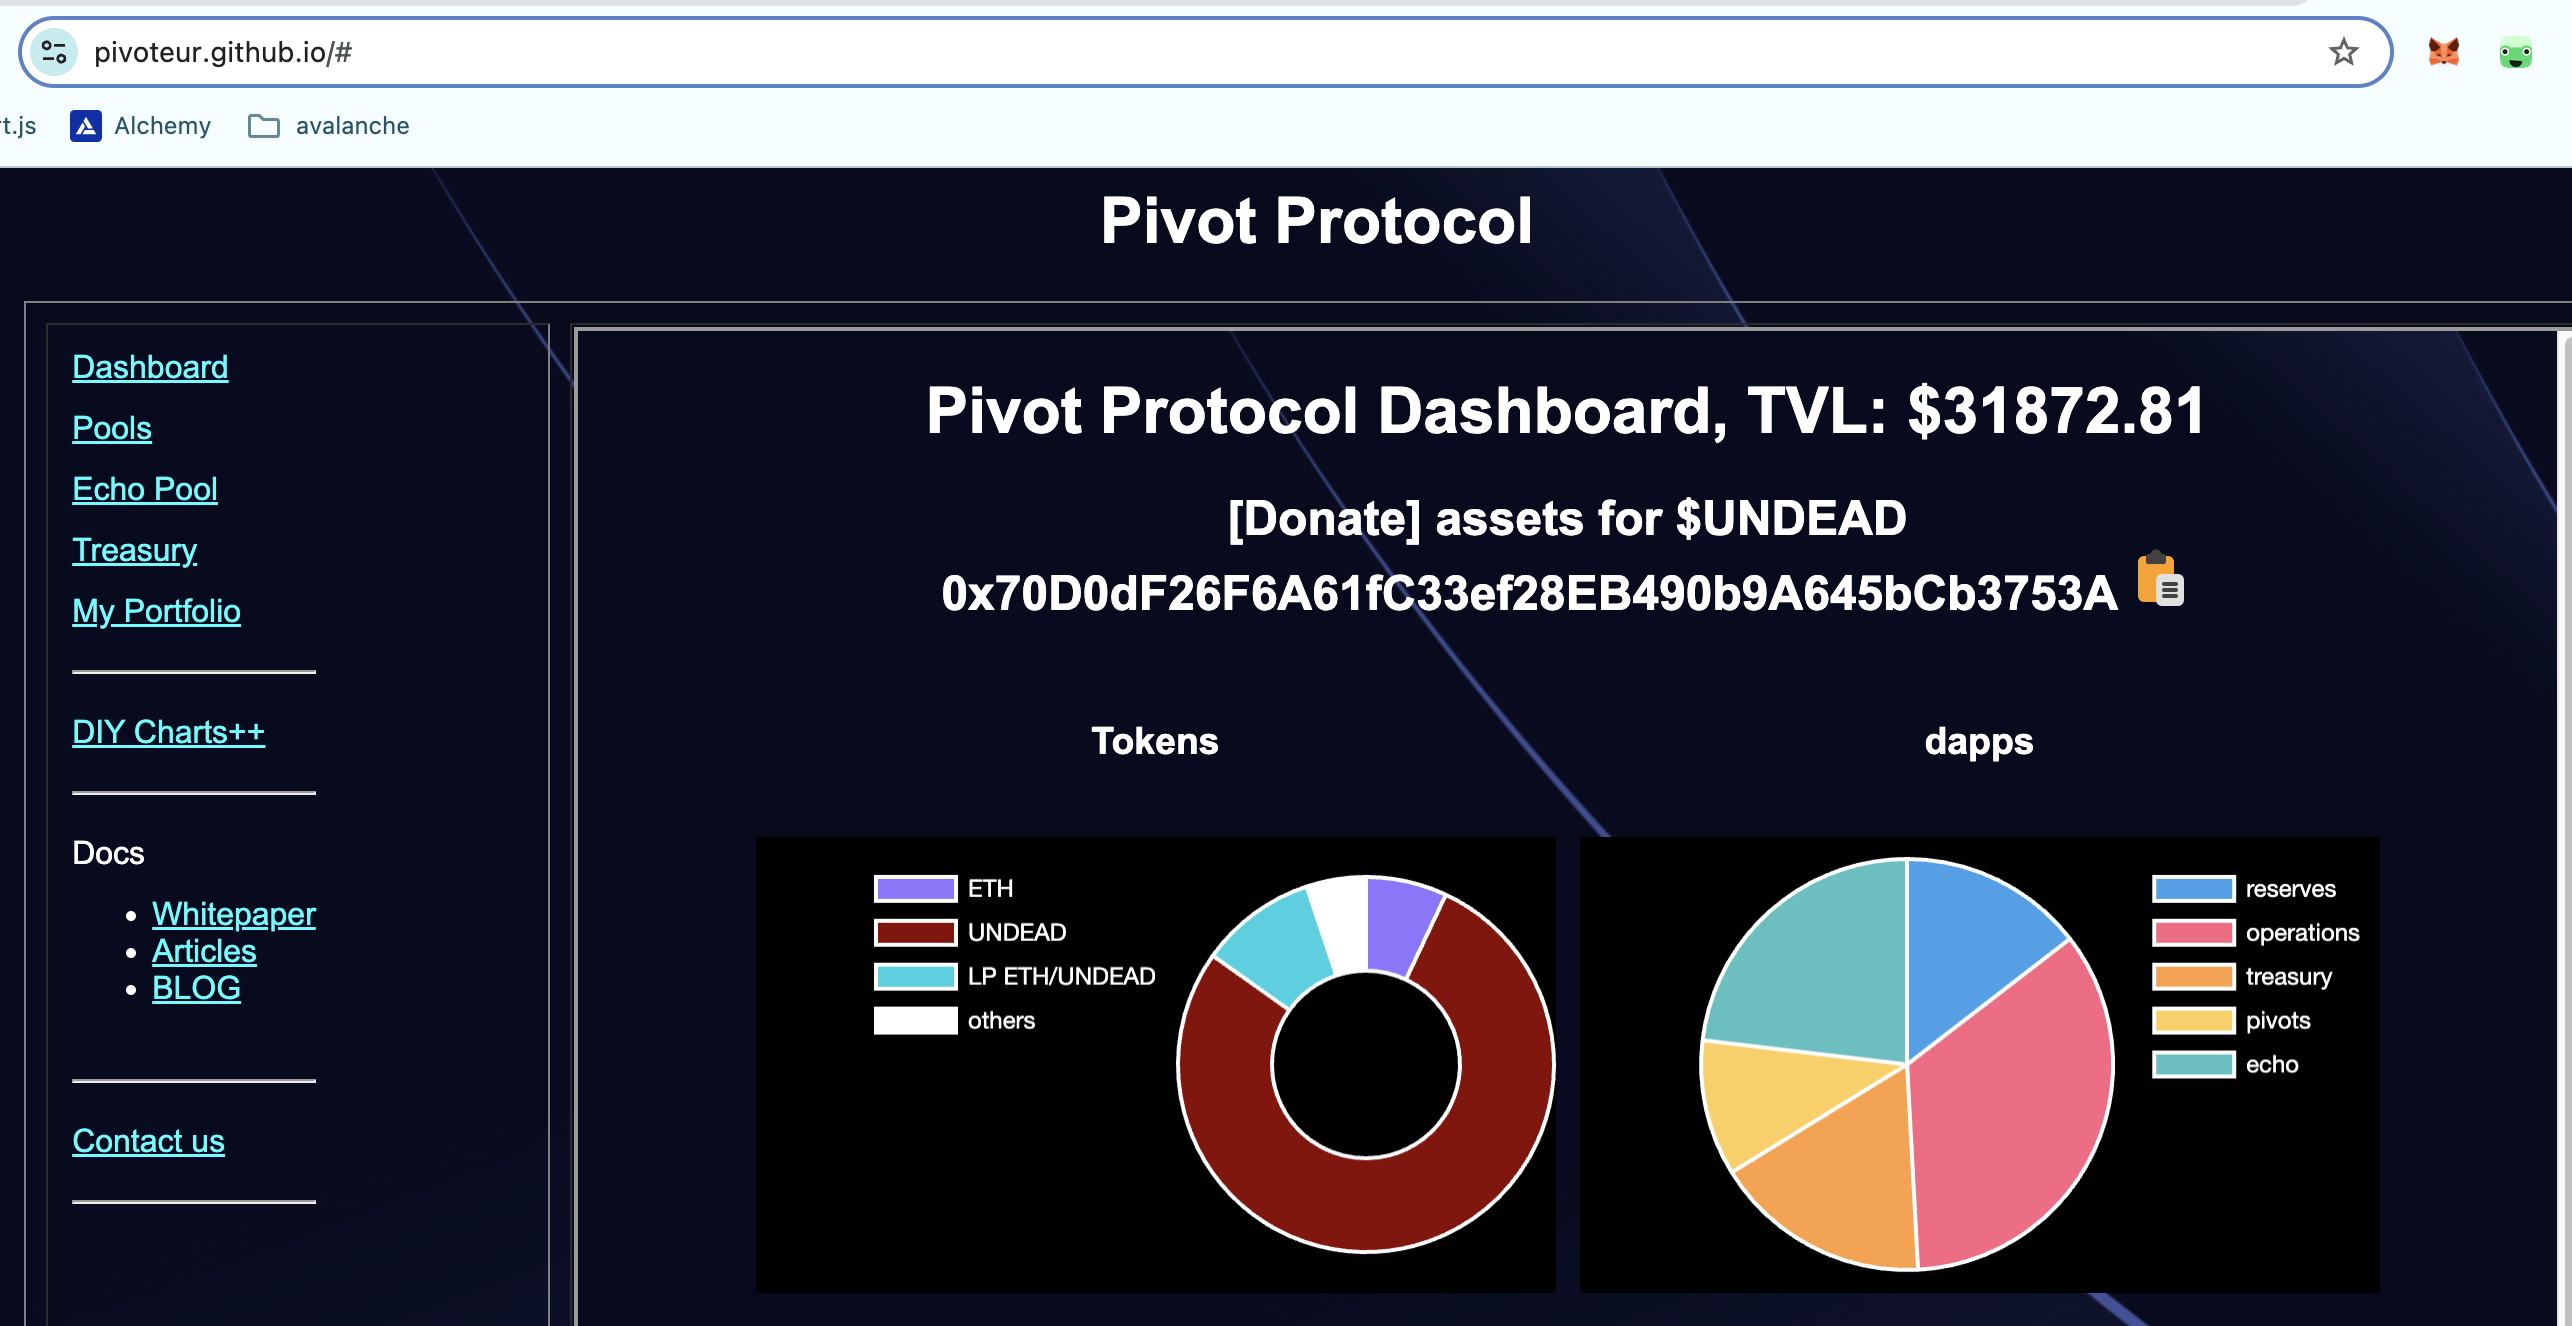 pivoteur.github.io/#
t.js Alchemy avalanche
Pivot Protocol
Dashboard
Pools
Echo Pool
Treasury
My Portfolio
DIY Charts++
Docs
Whitepaper
Articles
BLOG
Contact us
Pivot Protocol Dashboard, TVL: $31872.81
[Donate] assets for $UNDEAD
0x70D0dF26F6A61fC33ef28EB490b9A645bCb3753A
Tokens
ETH
UNDEAD
LP ETH/UNDEAD
others
dapps
reserves
operations
treasury
pivots
echo